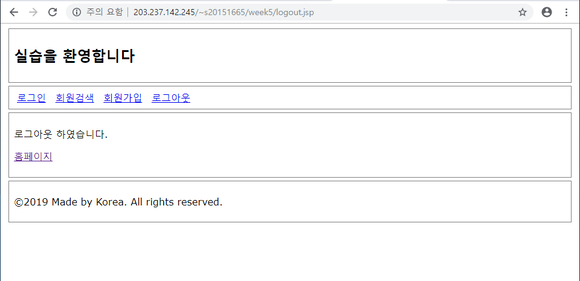 주의 요함 | 203.237.142.245/~s20151665/week5/logout.jsp
실습을 환영합니다
로그인 회원검색 회원가입 로그아웃
로그아웃 하였습니다.
홈페이지
©2019 Made by Korea. All rights reserved.